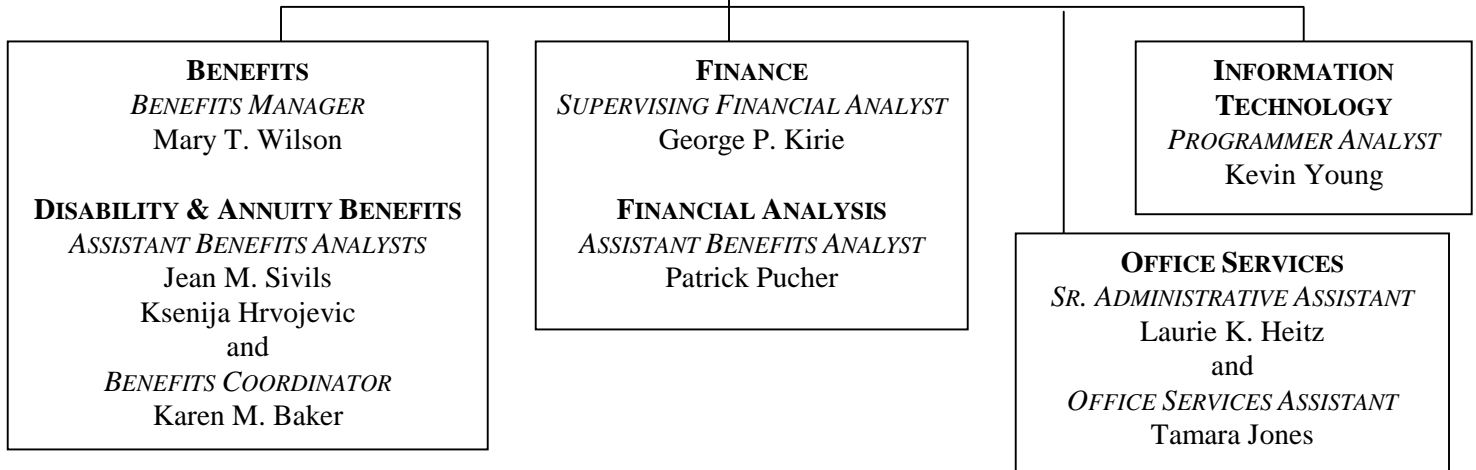 BENEFITS
BENEFITS MANAGER
Mary T. Wilson
DISABILITY & ANNUITY BENEFITS
ASSISTANT BENEFITS ANALYSTS
Jean M. Sivils
Ksenija Hrvojevic
and
BENEFITS COORDINATOR
Karen M. Baker
FINANCE
SUPERVISING FINANCIAL ANALYST
George P. Kirie
FINANCIAL ANALYSIS
ASSISTANT BENEFITS ANALYST
Patrick Pucher
INFORMATION
TECHNOLOGY
PROGRAMMER ANALYST
Kevin Young
OFFICE SERVICES
SR. ADMINISTRATIVE ASSISTANT
Laurie K. Heitz
and
OFFICE SERVICES ASSISTANT
Tamara Jones